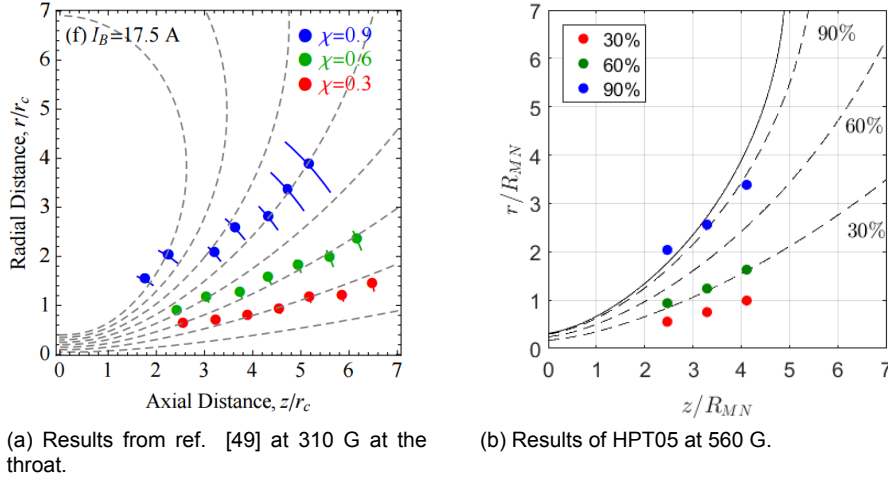 (f) I_B=17.5 A
χ=0.9
χ=0.6
χ=0.3
Radial Distance, r/r_c
7
6
5
4
3
2
1
0
0 1 2 3 4 5 6 7
Axial Distance, z/r_c
(a) Results from ref. [49] at 310 G at the
throat.
30%
60%
90%
90%
60%
30%
r/R_MN
7
6
5
4
3
2
1
0
0 1 2 3 4 5 6 7
z/R_MN
(b) Results of HPT05 at 560 G.